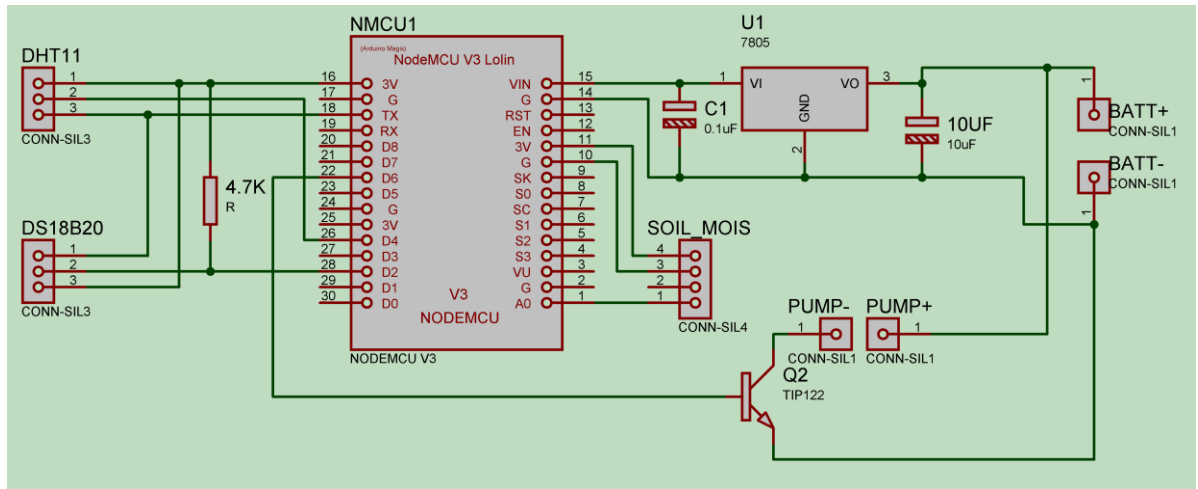 DHT11
1
2
3
CONN-SIL3
DS18B20
1
2
3
CONN-SIL3
4.7K
R
NMCU1
(Arduino Magix)
NodeMCU V3 Lolin
16 3V
17 G
18 TX
19 RX
20 D8
21 D7
22 D6
23 D5
24 G
25 3V
26 D4
27 D3
28 D2
29 D1
30 D0
VIN 15
G 14
RST 13
EN 12
3V 11
G 10
SK 9
S0 8
SC 7
S1 6
S2 5
S3 4
VU 3
G 2
A0 1
V3
NODEMCU
NODEMCU V3
U1
7805
1 VI VO 3
GND
2
C1
0.1uF
10UF
10uF
1
BATT+
CONN-SIL1
BATT-
CONN-SIL1
1
SOIL_MOIS
4
3
2
1
CONN-SIL4
PUMP- PUMP+
1 1
CONN-SIL1 CONN-SIL1
Q2
TIP122